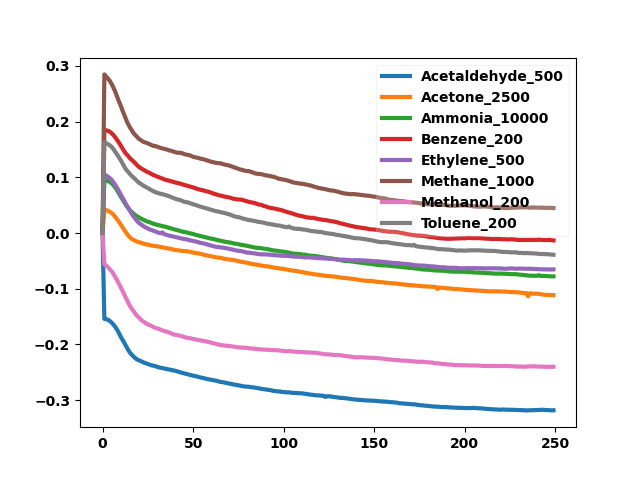 0.3
0.2
0.1
0.0
−0.1
−0.2
−0.3
0 50 100 150 200 250
Acetaldehyde_500
Acetone_2500
Ammonia_10000
Benzene_200
Ethylene_500
Methane_1000
Methanol_200
Toluene_200